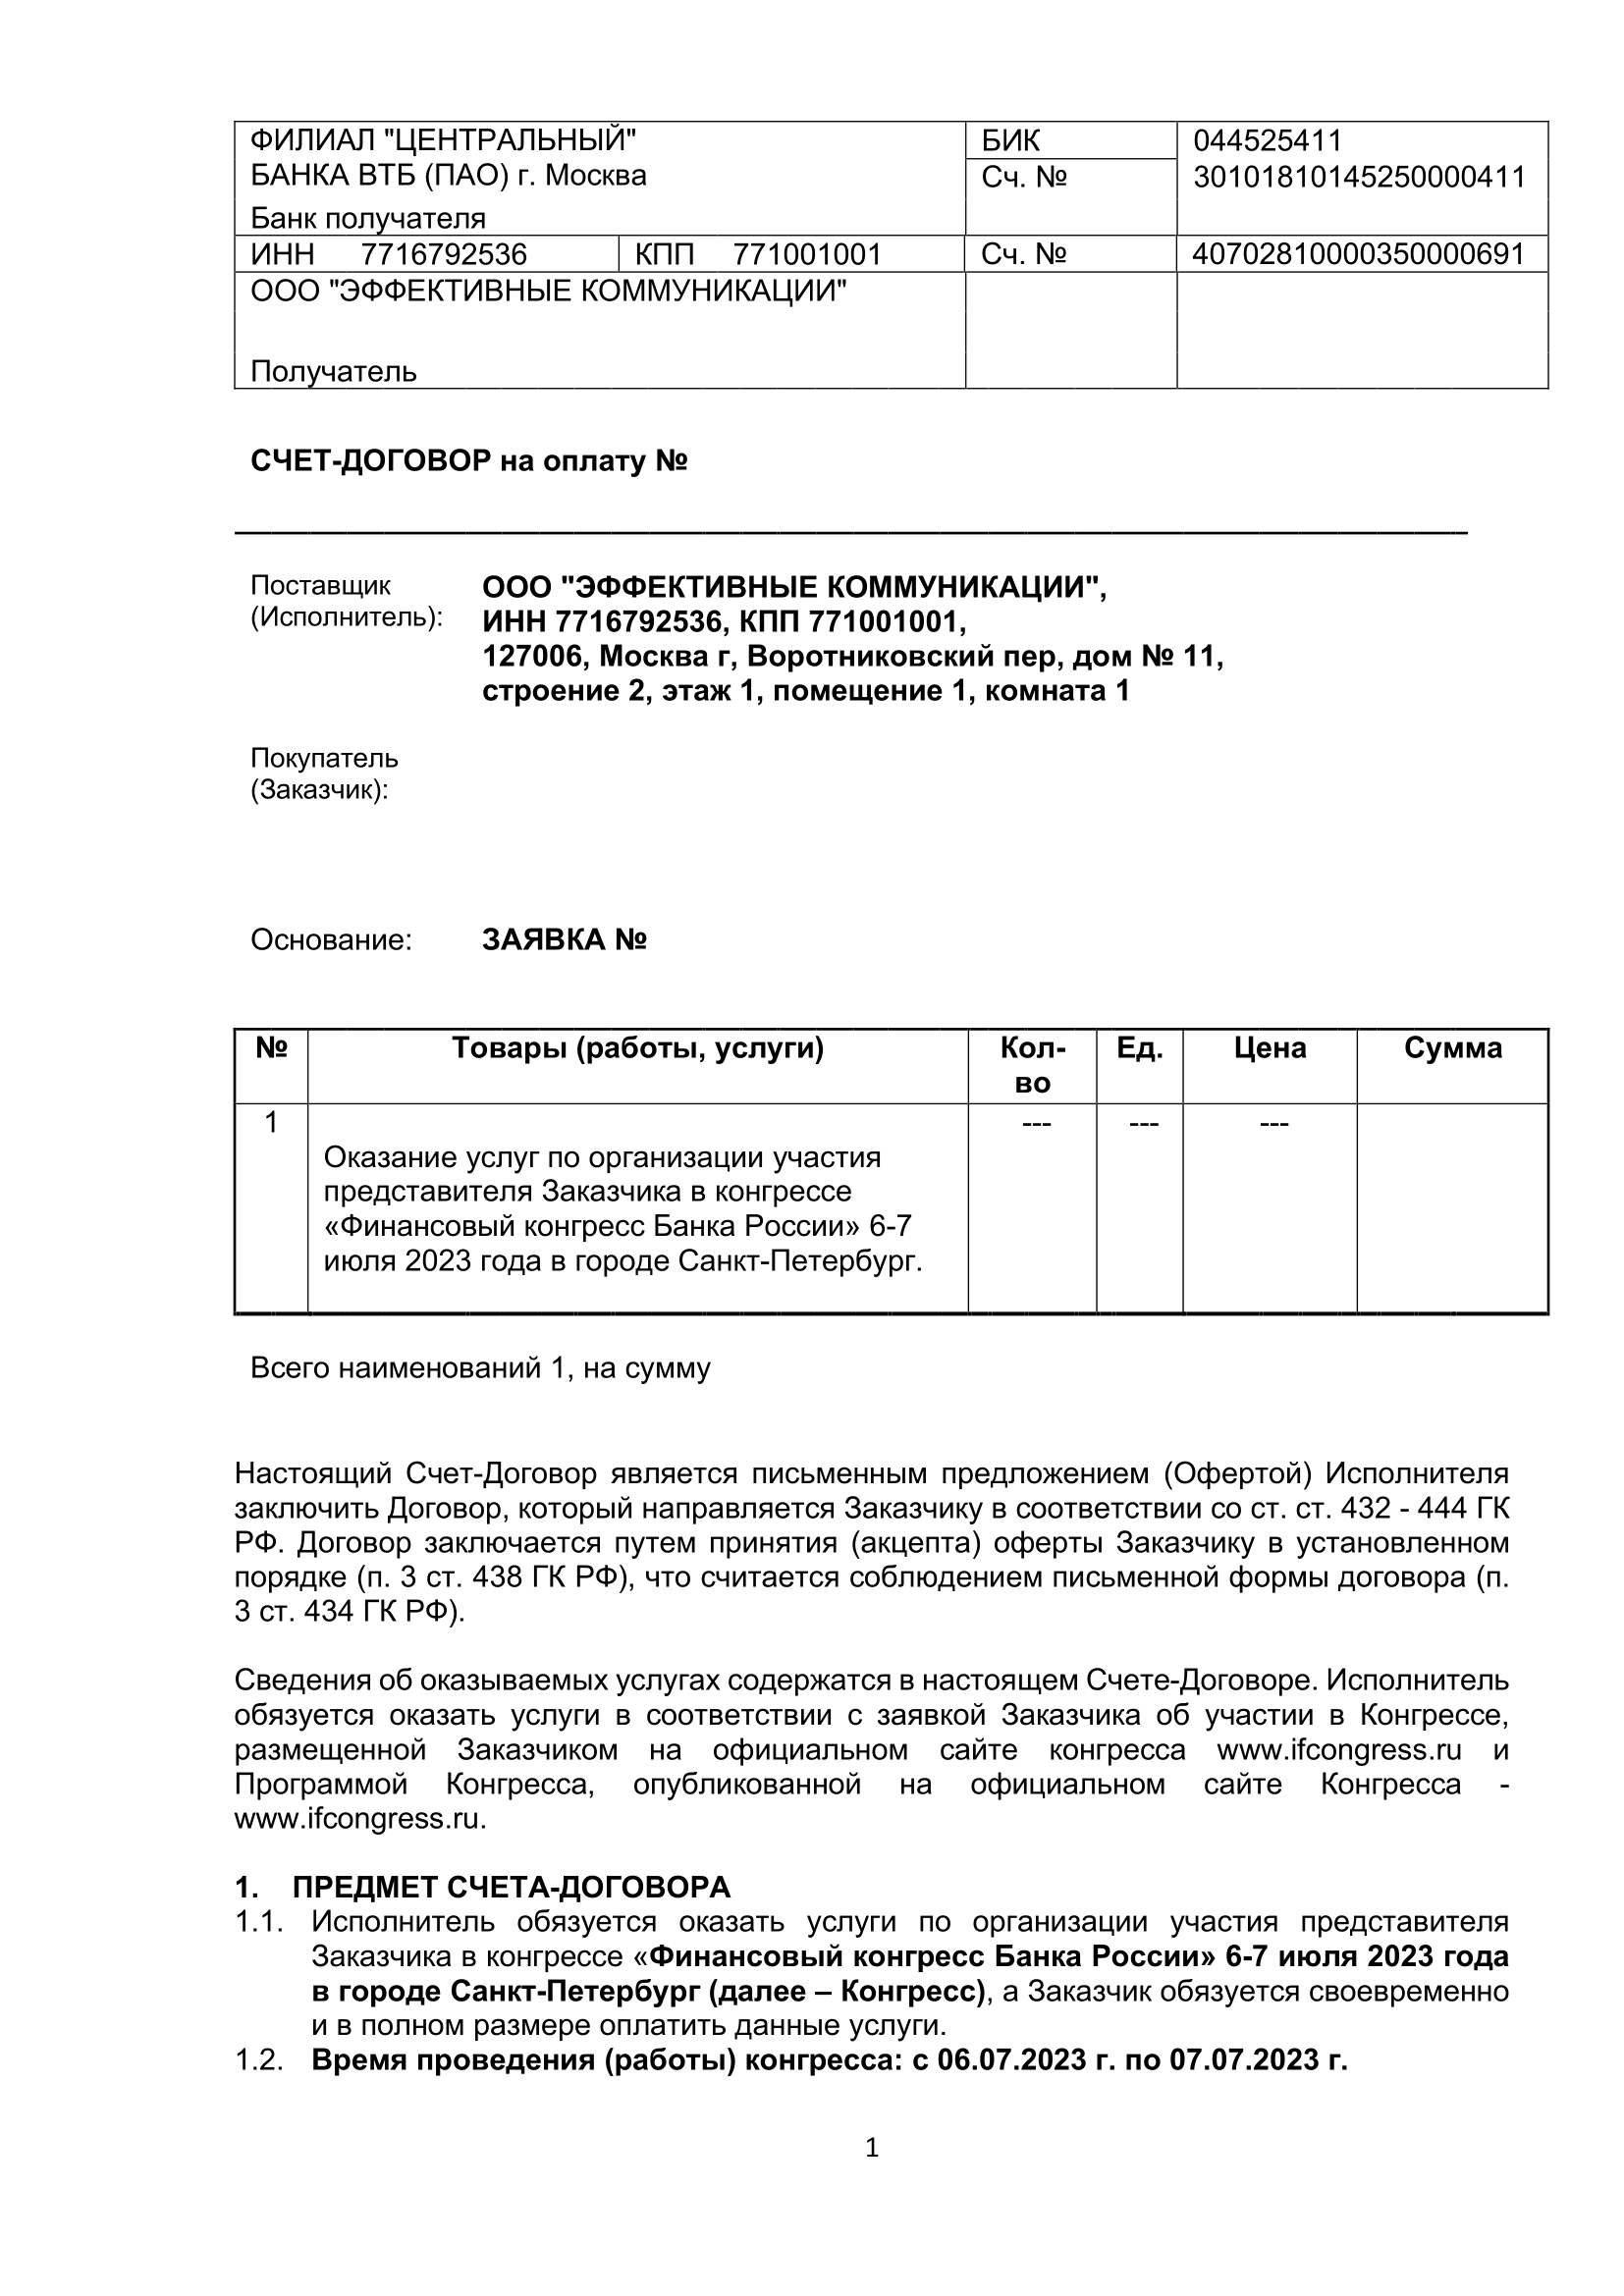 ФИЛИАЛ "ЦЕНТРАЛЬНЫЙ" БИК 044525411
БАНКА ВТБ (ПАО) г. Москва Сч. № 30101810145250000411
Банк получателя
ИНН 7716792536 КПП 771001001 Сч. № 40702810000350000691
ООО "ЭФФЕКТИВНЫЕ КОММУНИКАЦИИ"
Получатель
СЧЕТ-ДОГОВОР на оплату №
Поставщик
(Исполнитель):
ООО "ЭФФЕКТИВНЫЕ КОММУНИКАЦИИ",
ИНН 7716792536, КПП 771001001,
127006, Москва г, Воротниковский пер, дом № 11,
строение 2, этаж 1, помещение 1, комната 1
Покупатель
(Заказчик):
Основание: ЗАЯВКА №
№ Товары (работы, услуги) Кол-во Ед. Цена Сумма
1 --- --- ---
Оказание услуг по организации участия
представителя Заказчика в конгрессе
«Финансовый конгресс Банка России» 6-7
июля 2023 года в городе Санкт-Петербург.
Всего наименований 1, на сумму
Настоящий Счет-Договор является письменным предложением (Офертой) Исполнителя
заключить Договор, который направляется Заказчику в соответствии со ст. ст. 432 - 444 ГК
РФ. Договор заключается путем принятия (акцепта) оферты Заказчику в установленном
порядке (п. 3 ст. 438 ГК РФ), что считается соблюдением письменной формы договора (п.
3 ст. 434 ГК РФ).
Сведения об оказываемых услугах содержатся в настоящем Счете-Договоре. Исполнитель
обязуется оказать услуги в соответствии с заявкой Заказчика об участии в Конгрессе,
размещенной Заказчиком на официальном сайте конгресса www.ifcongress.ru и
Программой Конгресса, опубликованной на официальном сайте Конгресса -
www.ifcongress.ru.
1. ПРЕДМЕТ СЧЕТА-ДОГОВОРА
1.1. Исполнитель обязуется оказать услуги по организации участия представителя
Заказчика в конгрессе «Финансовый конгресс Банка России» 6-7 июля 2023 года
в городе Санкт-Петербург (далее – Конгресс), а Заказчик обязуется своевременно
и в полном размере оплатить данные услуги.
1.2. Время проведения (работы) конгресса: с 06.07.2023 г. по 07.07.2023 г.
1